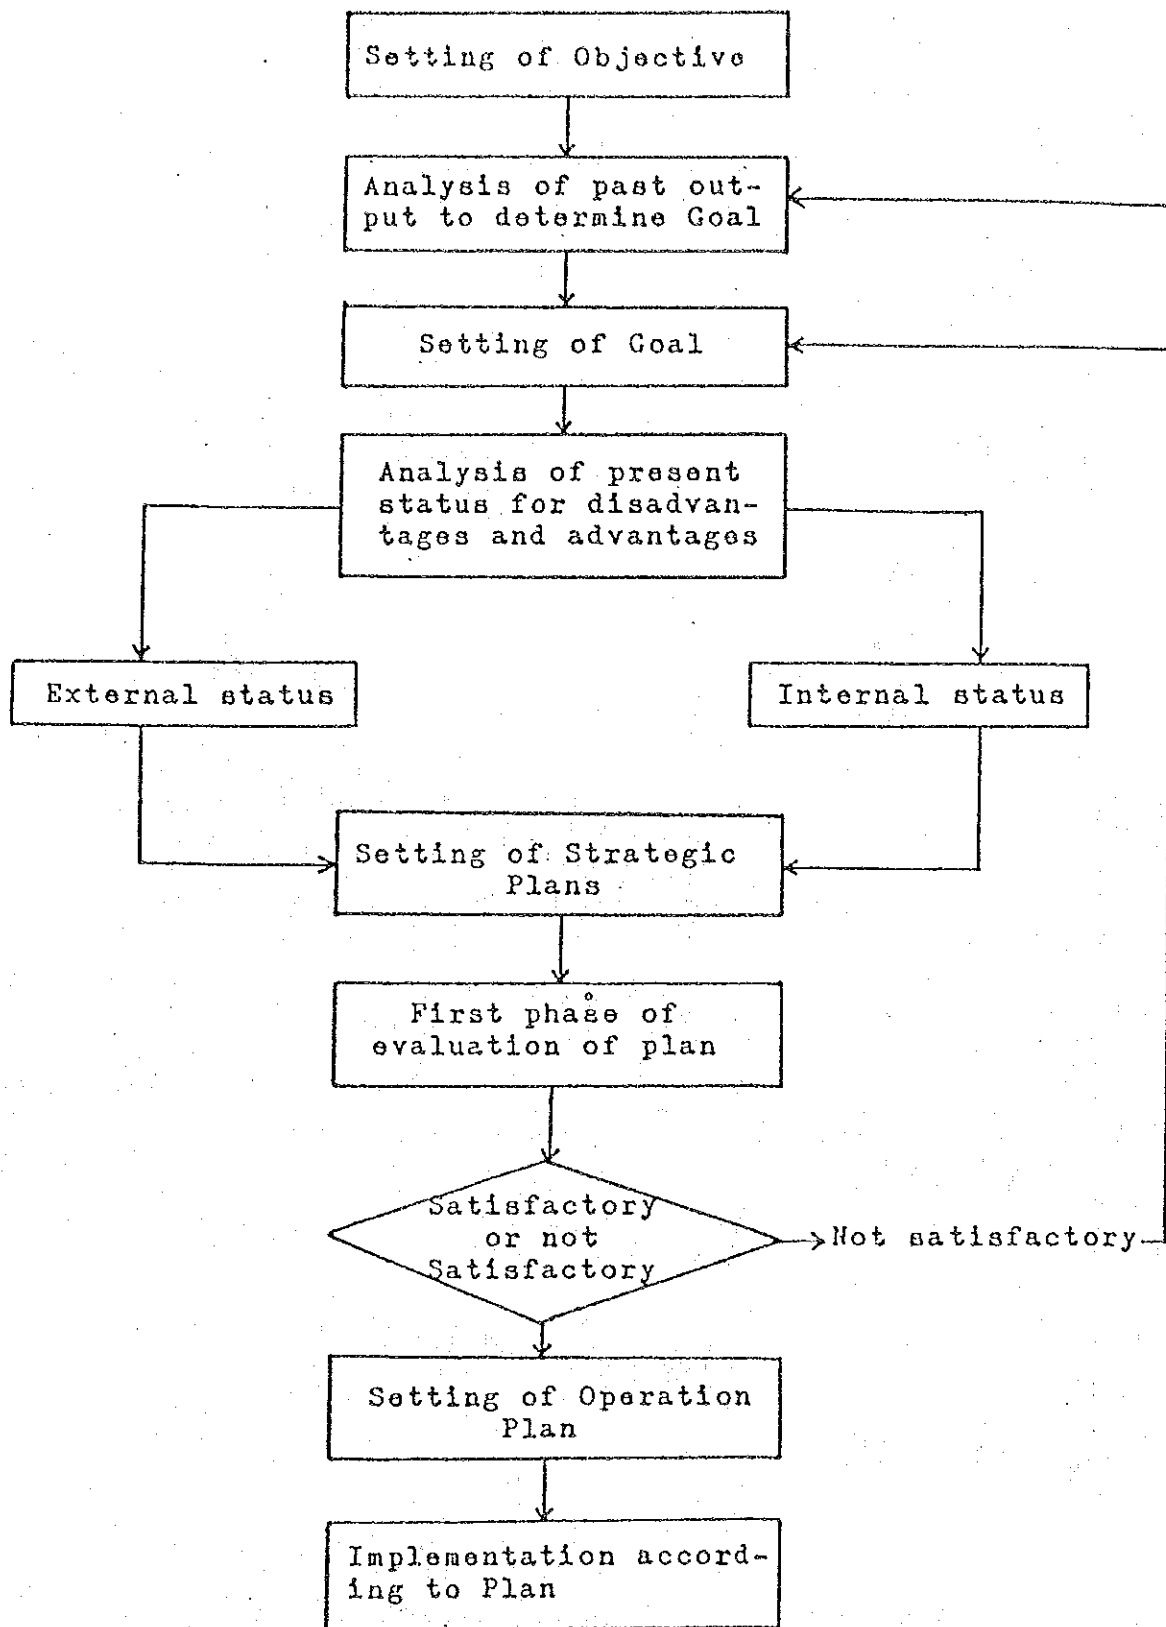 Setting of Objective
Analysis of past out-
put to determine Goal
Setting of Goal
Analysis of present
status for disadvan-
tages and advantages
External status
Internal status
Setting of Strategic
Plans
First phase of
evaluation of plan
Satisfactory
or not
Satisfactory
Not satisfactory
Setting of Operation
Plan
Implementation accord-
ing to Plan